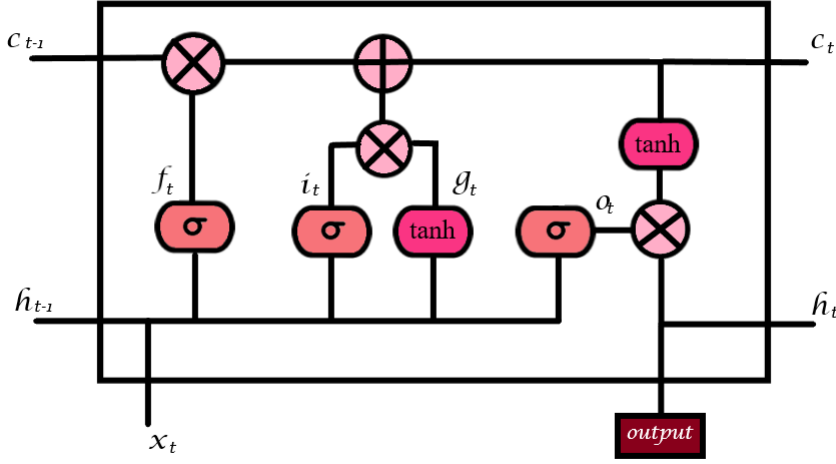 c t-1
c t
tanh
f t
i t
g t
o t
σ
σ
tanh
σ
h t-1
h t
x t
output